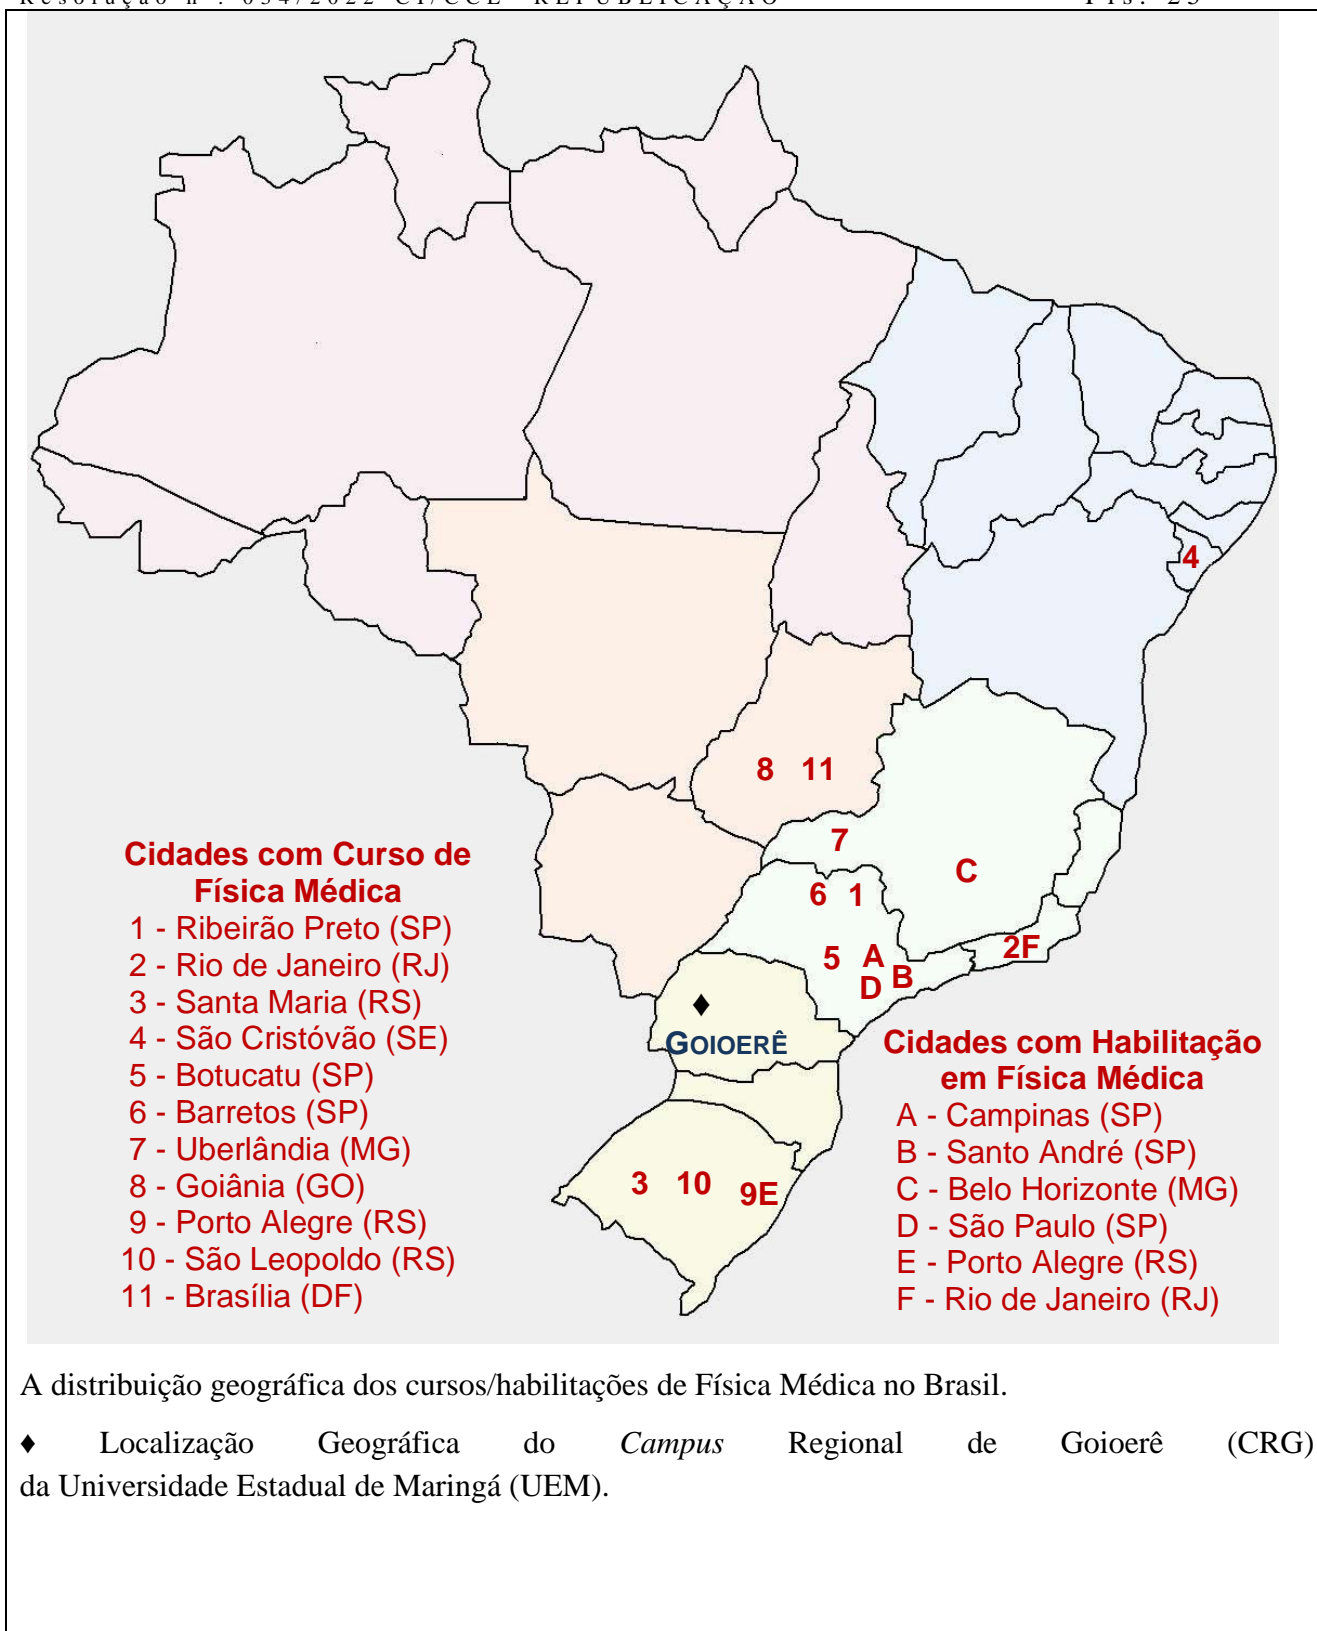 8 11
7
C
6 1
2F
5 A
B
D
4
♦
GOIOERÊ
3 10 9E
Cidades com Curso de
Física Médica
1 - Ribeirão Preto (SP)
2 - Rio de Janeiro (RJ)
3 - Santa Maria (RS)
4 - São Cristóvão (SE)
5 - Botucatu (SP)
6 - Barretos (SP)
7 - Uberlândia (MG)
8 - Goiânia (GO)
9 - Porto Alegre (RS)
10 - São Leopoldo (RS)
11 - Brasília (DF)
Cidades com Habilitação
em Física Médica
A - Campinas (SP)
B - Santo André (SP)
C - Belo Horizonte (MG)
D - São Paulo (SP)
E - Porto Alegre (RS)
F - Rio de Janeiro (RJ)
A distribuição geográfica dos cursos/habilitações de Física Médica no Brasil.
♦ Localização Geográfica do Campus Regional de Goioerê (CRG)
da Universidade Estadual de Maringá (UEM).